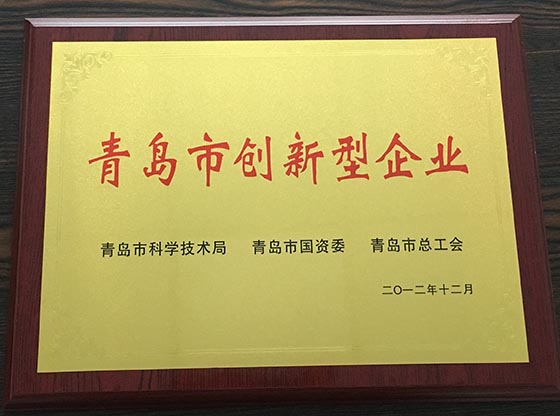 青岛市创新型企业
青岛市科学技术局 青岛市国资委 青岛市总工会
二〇一二年十二月